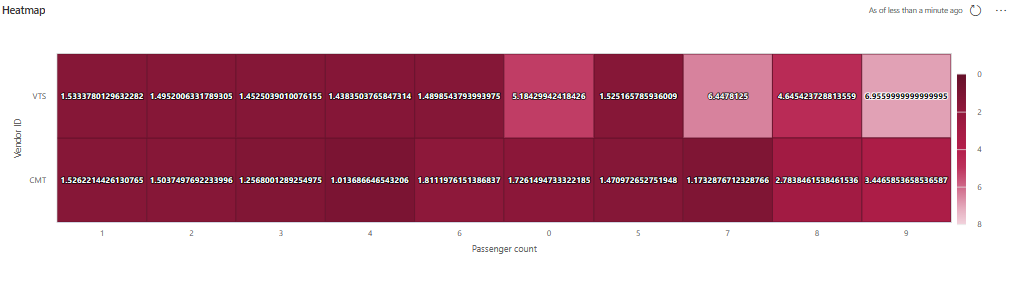 Heatmap
As of less than a minute ago
VTS
1.5333780129632282 1.4952006331789305 1.4525039010076155 1.4383503765847314 1.4898543793993975 5.18429942418426 1.525165785936009 6.4478125 4.645423728813559 6.9559999999999995
CMT
1.5262214426130765 1.5037497692233996 1.2568001289254975 1.013686646543206 1.8111976151386837 1.7261494733322185 1.470972652751948 1.1732876712328766 2.7838461538461536 3.4465853658536587
Vendor ID
1 2 3 4 6 0 5 7 8 9
Passenger count
0
2
4
6
8